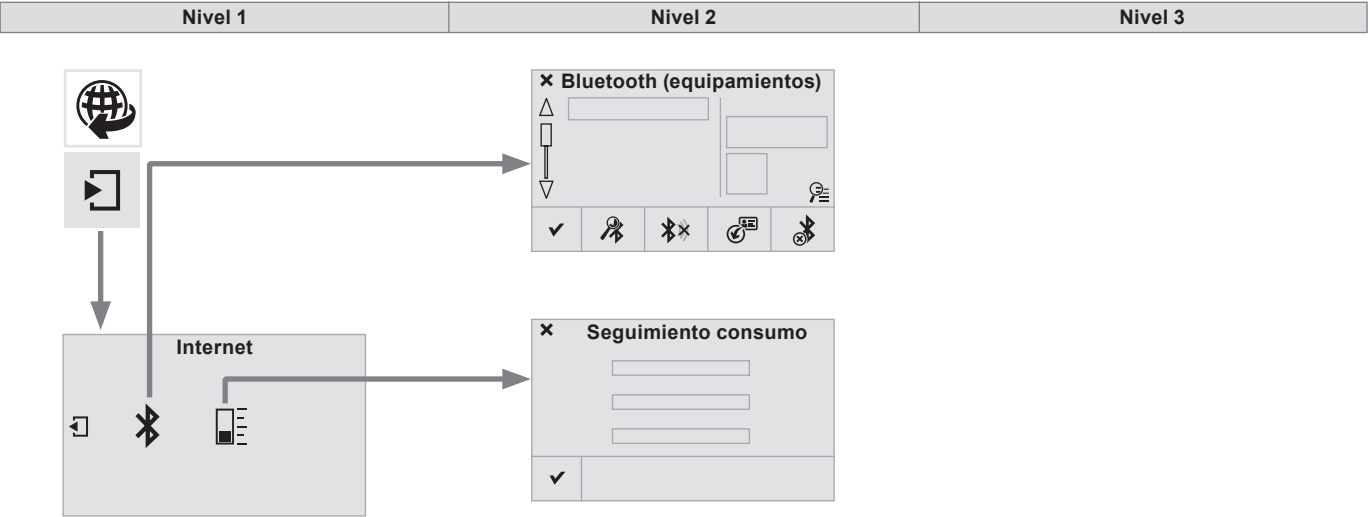 Nivel 1
Nivel 2
Nivel 3
Bluetooth (equipamientos)
Internet
Seguimiento consumo